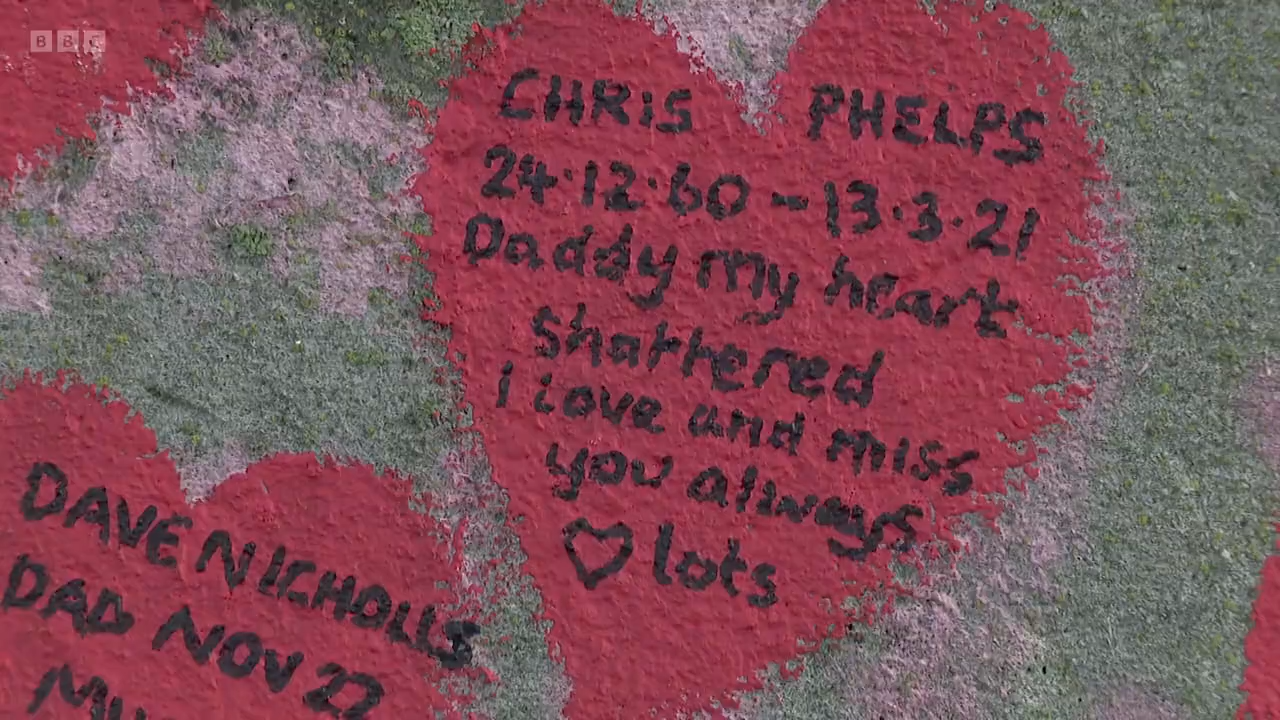 BBC
CHRIS PHELPS
24·12·60 - 13·3·21
Daddy my heart
shattered
I love and miss
you always
♡ lots
DAVE NICHOLLS
DAD NOV 22